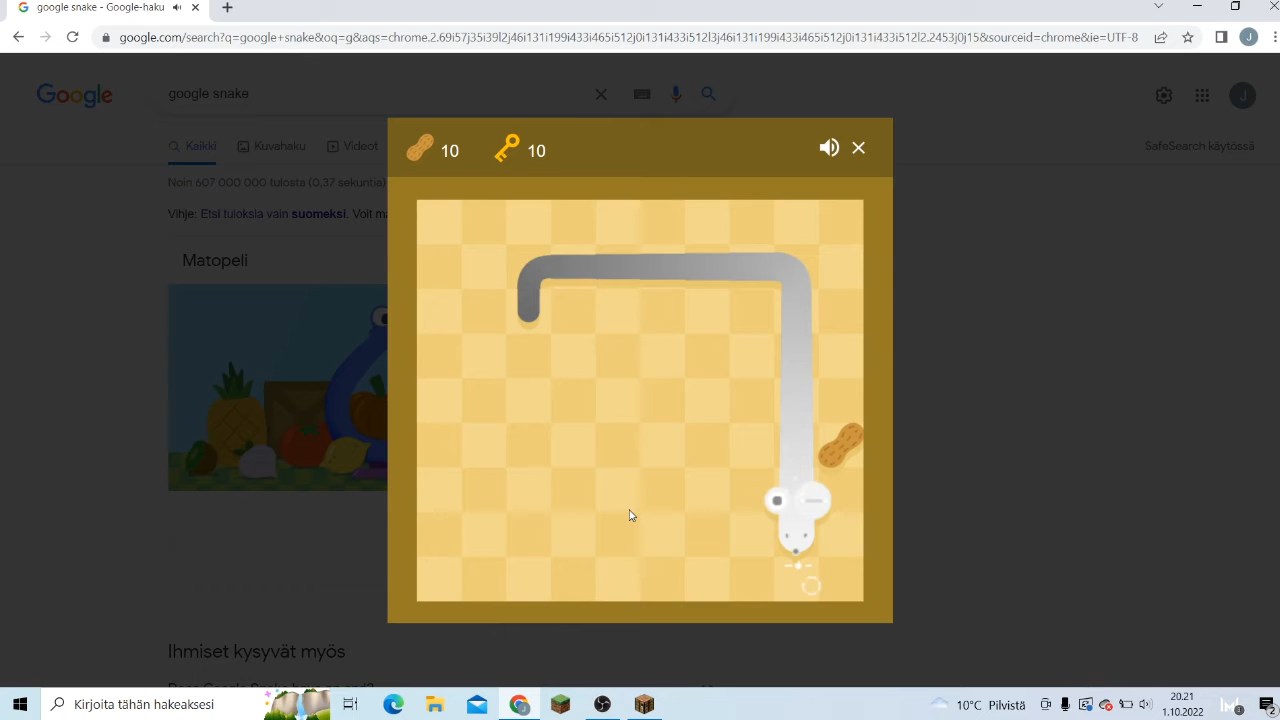 google snake - Google-haku
google.com/search?q=google+snake&oq=g&aqs=chrome.2.69i57j35i39l2j46i131i199i433i465i512j0i131i433i512l3j46i131i199i433i465i512j0i131i433i512l2.2453j0j15&sourceid=chrome&ie=UTF-8
J
Google
google snake
J
10
10
Kaikki
Kuvahaku
Videot
SafeSearch käytössä
Noin 607 000 000 tulosta (0,37 sekuntia)
Vihje: Etsi tuloksia vain suomeksi. Voit
Matopeli
Ihmiset kysyvät myös
Kirjoita tähän hakeaksesi
10°C Pilvistä
20.21
1.10.2022
2